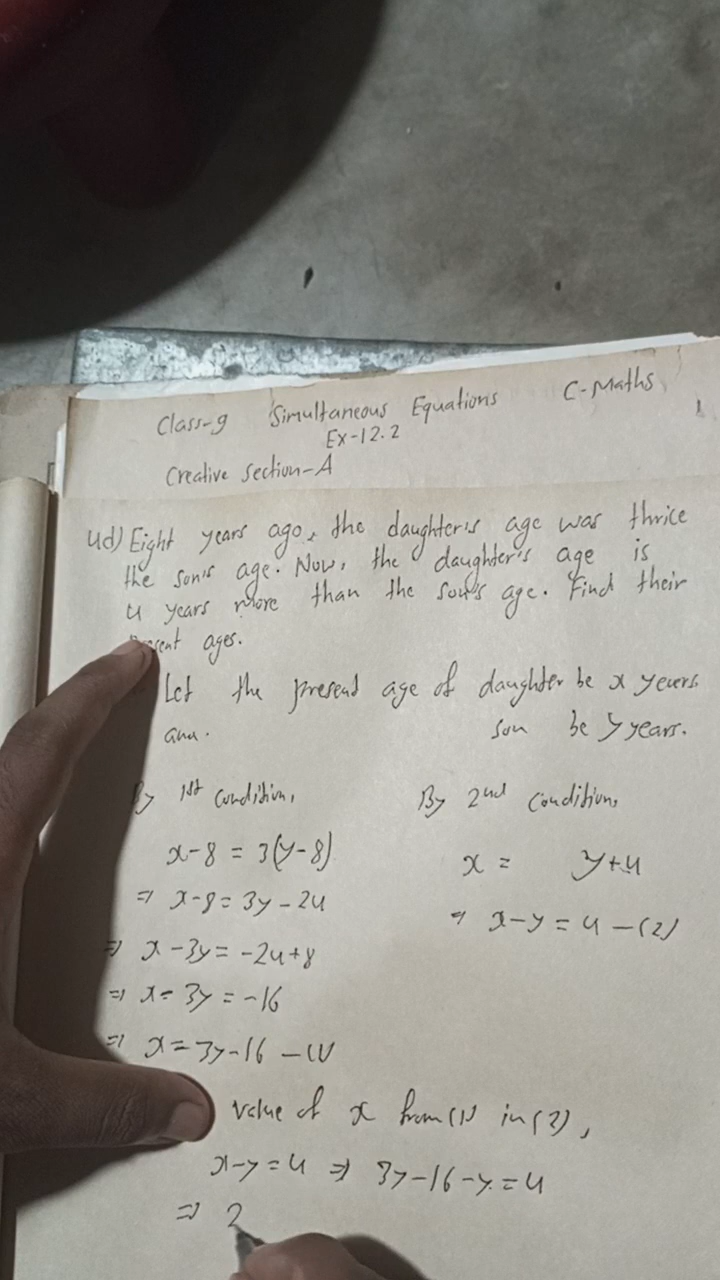 Class-9 Simultaneous Equations C-Maths
Ex-12.2
Creative Section-A
4d) Eight years ago, the daughter's age was thrice
the son's age. Now, the daughter's age is
4 years more than the son's age. Find their
ages.
Let the present age of daughter be x years
son be y years.
By 1st condition, By 2nd condition,
x-8 = 3(y-8) x = y+4
⇒ x-8 = 3y-24 ⇒ x-y = 4 -(2)
⇒ x-3y = -24+8
⇒ x-3y = -16
⇒ x = 3y-16 -(1)
value of x from (1) in (2),
x-y = 4 ⇒ 3y-16-y = 4
⇒ 2